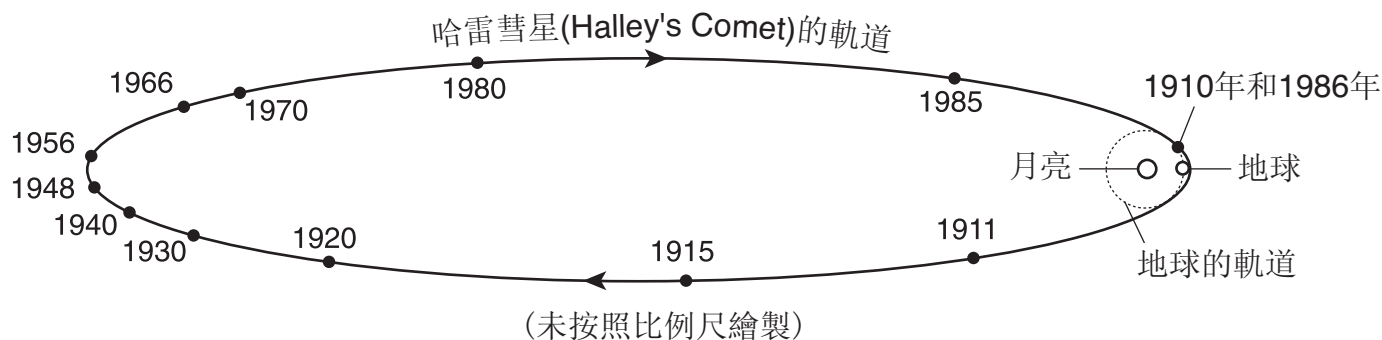 哈雷彗星(Halley's Comet)的軌道
1966
1970
1980
1985
1910年和1986年
1956
月亮
地球
1948
1940
1930
1920
1915
1911
地球的軌道
(未按照比例尺繪製)